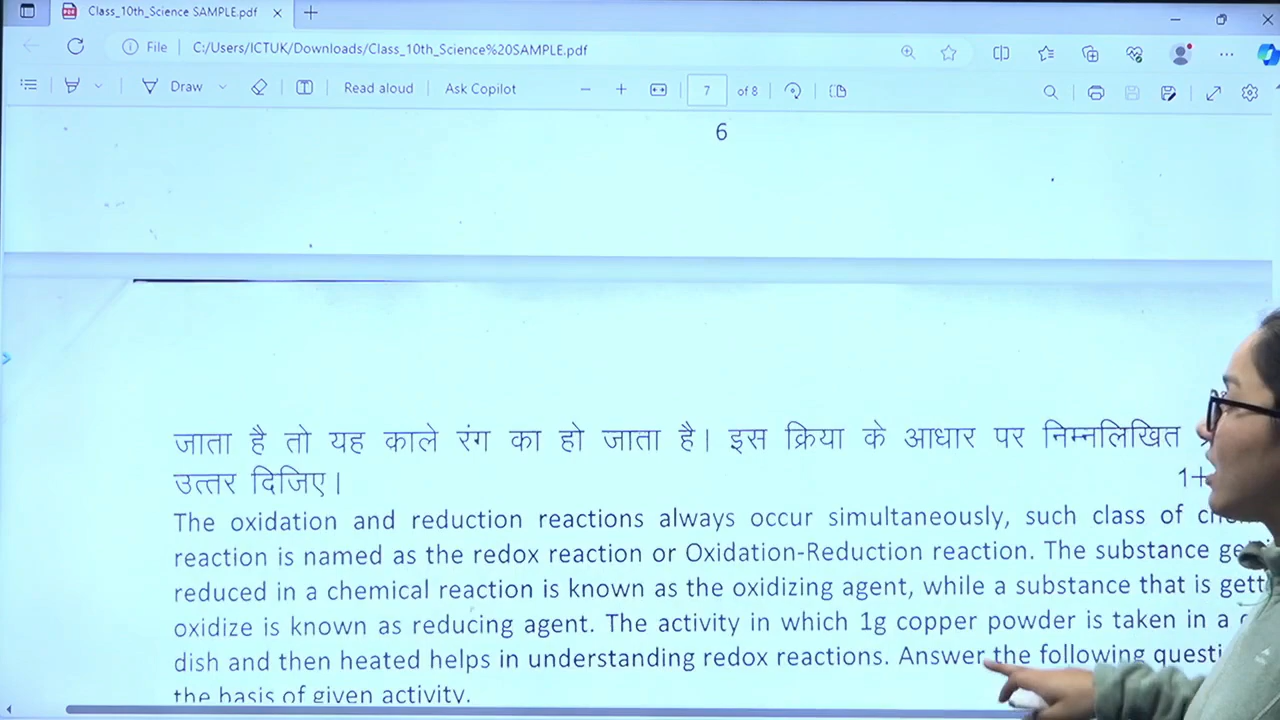 Class_10th_Science SAMPLE.pdf
File
C:/Users/ICTUK/Downloads/Class_10th_Science%20SAMPLE.pdf
Draw
Read aloud
Ask Copilot
7
of 8
6
जाता है तो यह काले रंग का हो जाता है। इस क्रिया के आधार पर निम्नलिखित
उत्तर दिजिए।
1+
The oxidation and reduction reactions always occur simultaneously, such class of
reaction is named as the redox reaction or Oxidation-Reduction reaction. The substance
reduced in a chemical reaction is known as the oxidizing agent, while a substance that is
oxidize is known as reducing agent. The activity in which 1g copper powder is taken in a
dish and then heated helps in understanding redox reactions. Answer the following
the basis of given activity.